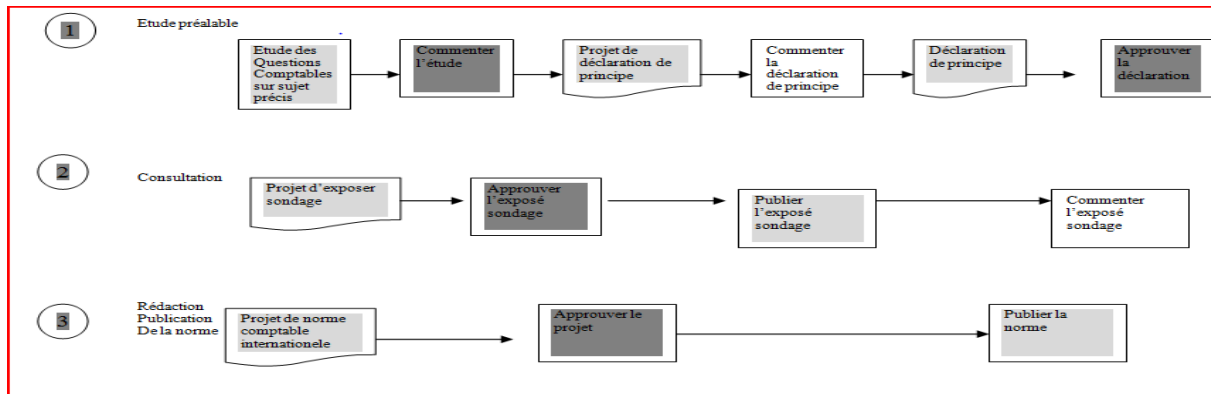 1
Etude préalable
Etude des
Questions
Comptables
sur sujet
précis
Commenter
l'étude
Projet de
déclaration de
principe
Commenter
la
déclaration
de principe
Déclaration
de principe
Approuver
la
déclaration
2
Consultation
Projet d'exposer
sondage
Approuver
l'exposé
sondage
Publier
l'exposé
sondage
Commenter
l'exposé
sondage
3
Rédaction
Publication
De la norme
Projet de norme
comptable
internationele
Approuver le
projet
Publier la
norme